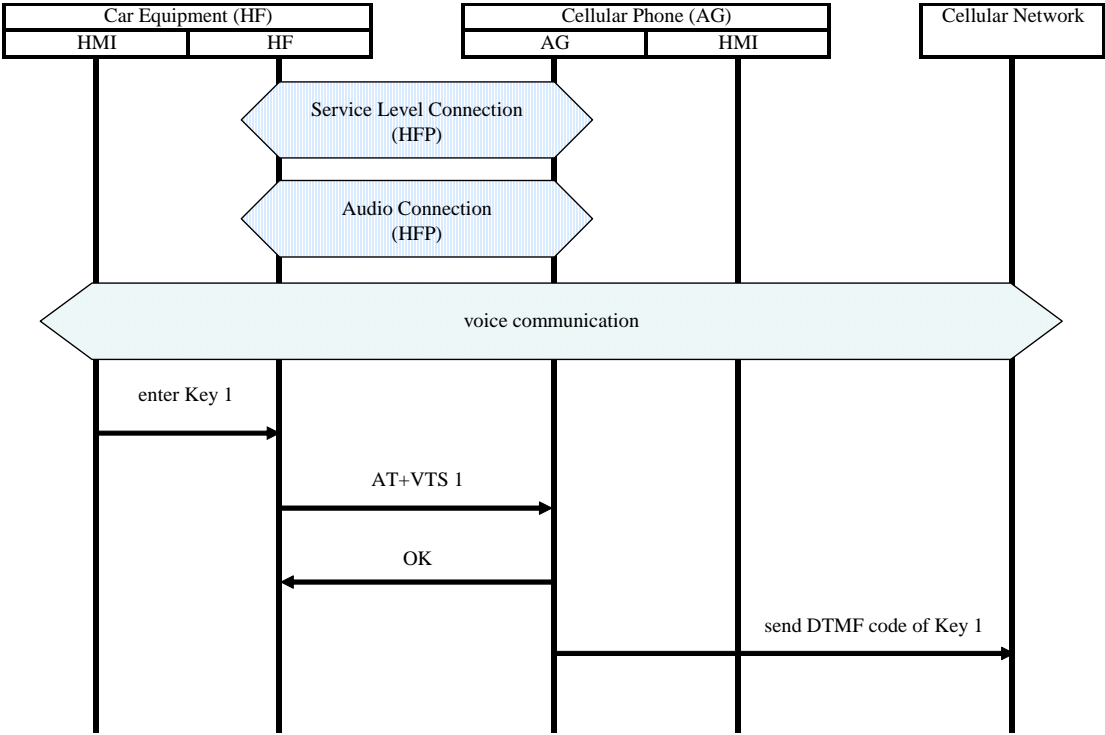 Car Equipment (HF)
Cellular Phone (AG)
Cellular Network
HMI
HF
AG
HMI
Service Level Connection
(HFP)
Audio Connection
(HFP)
voice communication
enter Key 1
AT+VTS 1
OK
send DTMF code of Key 1